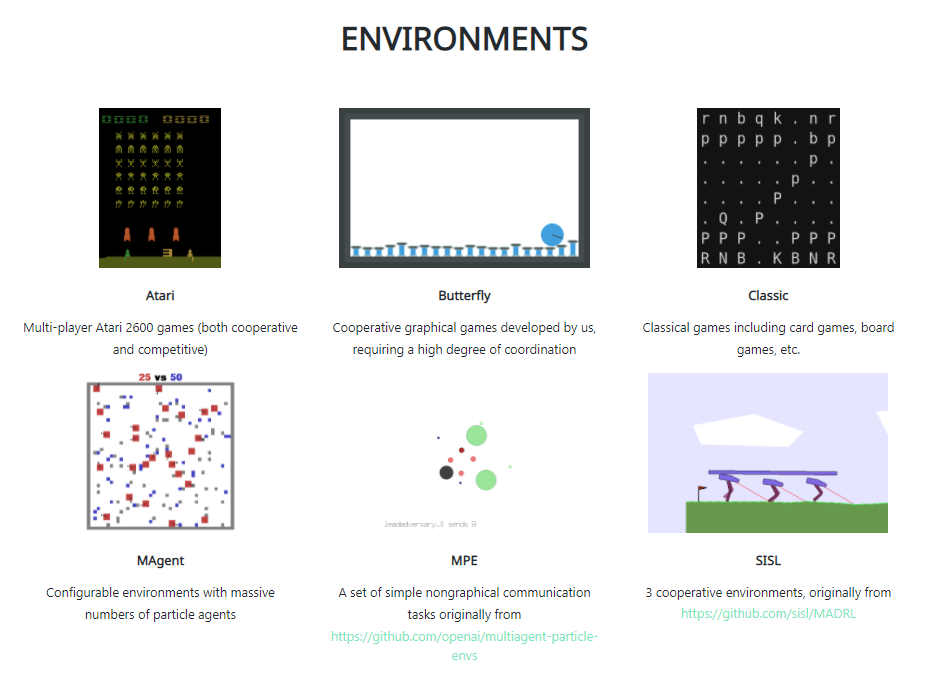 ENVIRONMENTS
r n b q k . n r
p p p p p . b p
. . . . . . p .
. . . . . p . .
. . . . P . . .
. Q . P . . . .
P P P . . P P P
R N B . K B N R
Atari
Butterfly
Classic
Multi-player Atari 2600 games (both cooperative
and competitive)
Cooperative graphical games developed by us,
requiring a high degree of coordination
Classical games including card games, board
games, etc.
25 vs 50
leadadversary_0 sends
MAgent
MPE
SISL
Configurable environments with massive
numbers of particle agents
A set of simple nongraphical communication
tasks originally from
https://github.com/openai/multiagent-particle-
envs
3 cooperative environments, originally from
https://github.com/sisl/MADRL